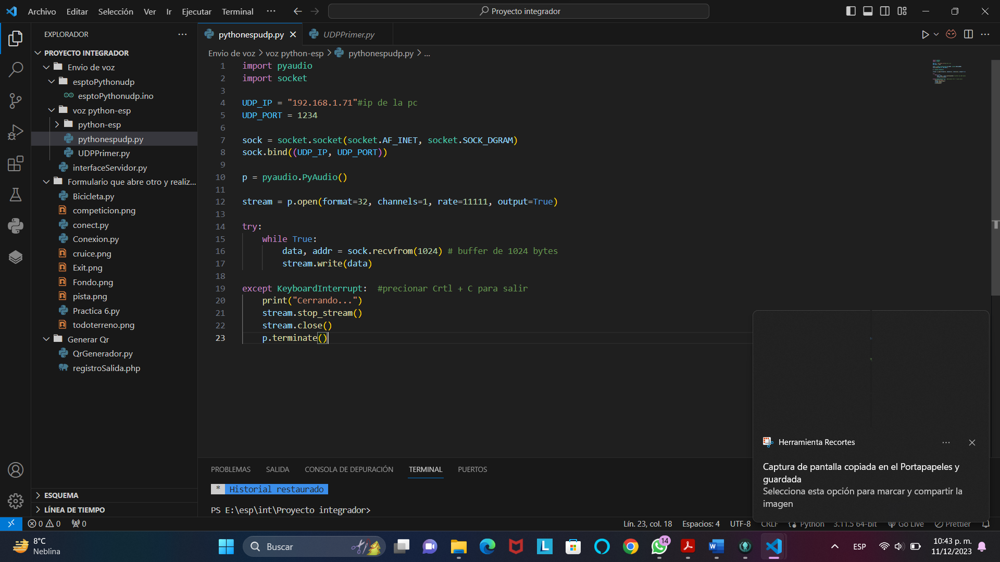 Archivo Editar Selección Ver Ir Ejecutar Terminal ··· Proyecto integrador
EXPLORADOR ···
PROYECTO INTEGRADOR
Envio de voz
esptoPythonudp
esptoPythonudp.ino
voz python-esp
python-esp
pythonespudp.py
UDPPrimer.py
interfaceServidor.py
Formulario que abre otro y realiz...
Bicicleta.py
competicion.png
conect.py
Conexion.py
cruice.png
Exit.png
Fondo.png
pista.png
Practica 6.py
todoterreno.png
Generar Qr
QrGenerador.py
registroSalida.php
ESQUEMA
LÍNEA DE TIEMPO
pythonespudp.py UDPPrimer.py
Envio de voz > voz python-esp > pythonespudp.py > ...
1 import pyaudio
2 import socket
3
4 UDP_IP = "192.168.1.71"#ip de la pc
5 UDP_PORT = 1234
6
7 sock = socket.socket(socket.AF_INET, socket.SOCK_DGRAM)
8 sock.bind((UDP_IP, UDP_PORT))
9
10 p = pyaudio.PyAudio()
11
12 stream = p.open(format=32, channels=1, rate=11111, output=True)
13
14 try:
15 while True:
16 data, addr = sock.recvfrom(1024) # buffer de 1024 bytes
17 stream.write(data)
18
19 except KeyboardInterrupt: #precionar Crtl + C para salir
20 print("Cerrando...")
21 stream.stop_stream()
22 stream.close()
23 p.terminate()
PROBLEMAS SALIDA CONSOLA DE DEPURACIÓN TERMINAL PUERTOS
* Historial restaurado
PS E:\esp\int\Proyecto integrador>
Herramienta Recortes ···
Captura de pantalla copiada en el Portapapeles y
guardada
Selecciona esta opción para marcar y compartir la
imagen
0 0 0 Lín. 23, col. 18 Espacios: 4 UTF-8 CRLF Python 3.11.5 64-bit Go Live Prettier
8°C
Neblina
Buscar
14
ESP
10:43 p. m.
11/12/2023